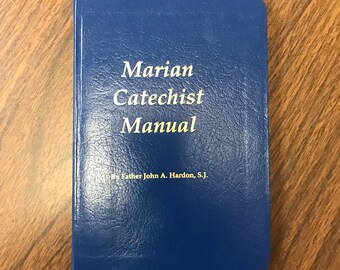 Marian
Catechist
Manual
By Father John A. Hardon, S.J.